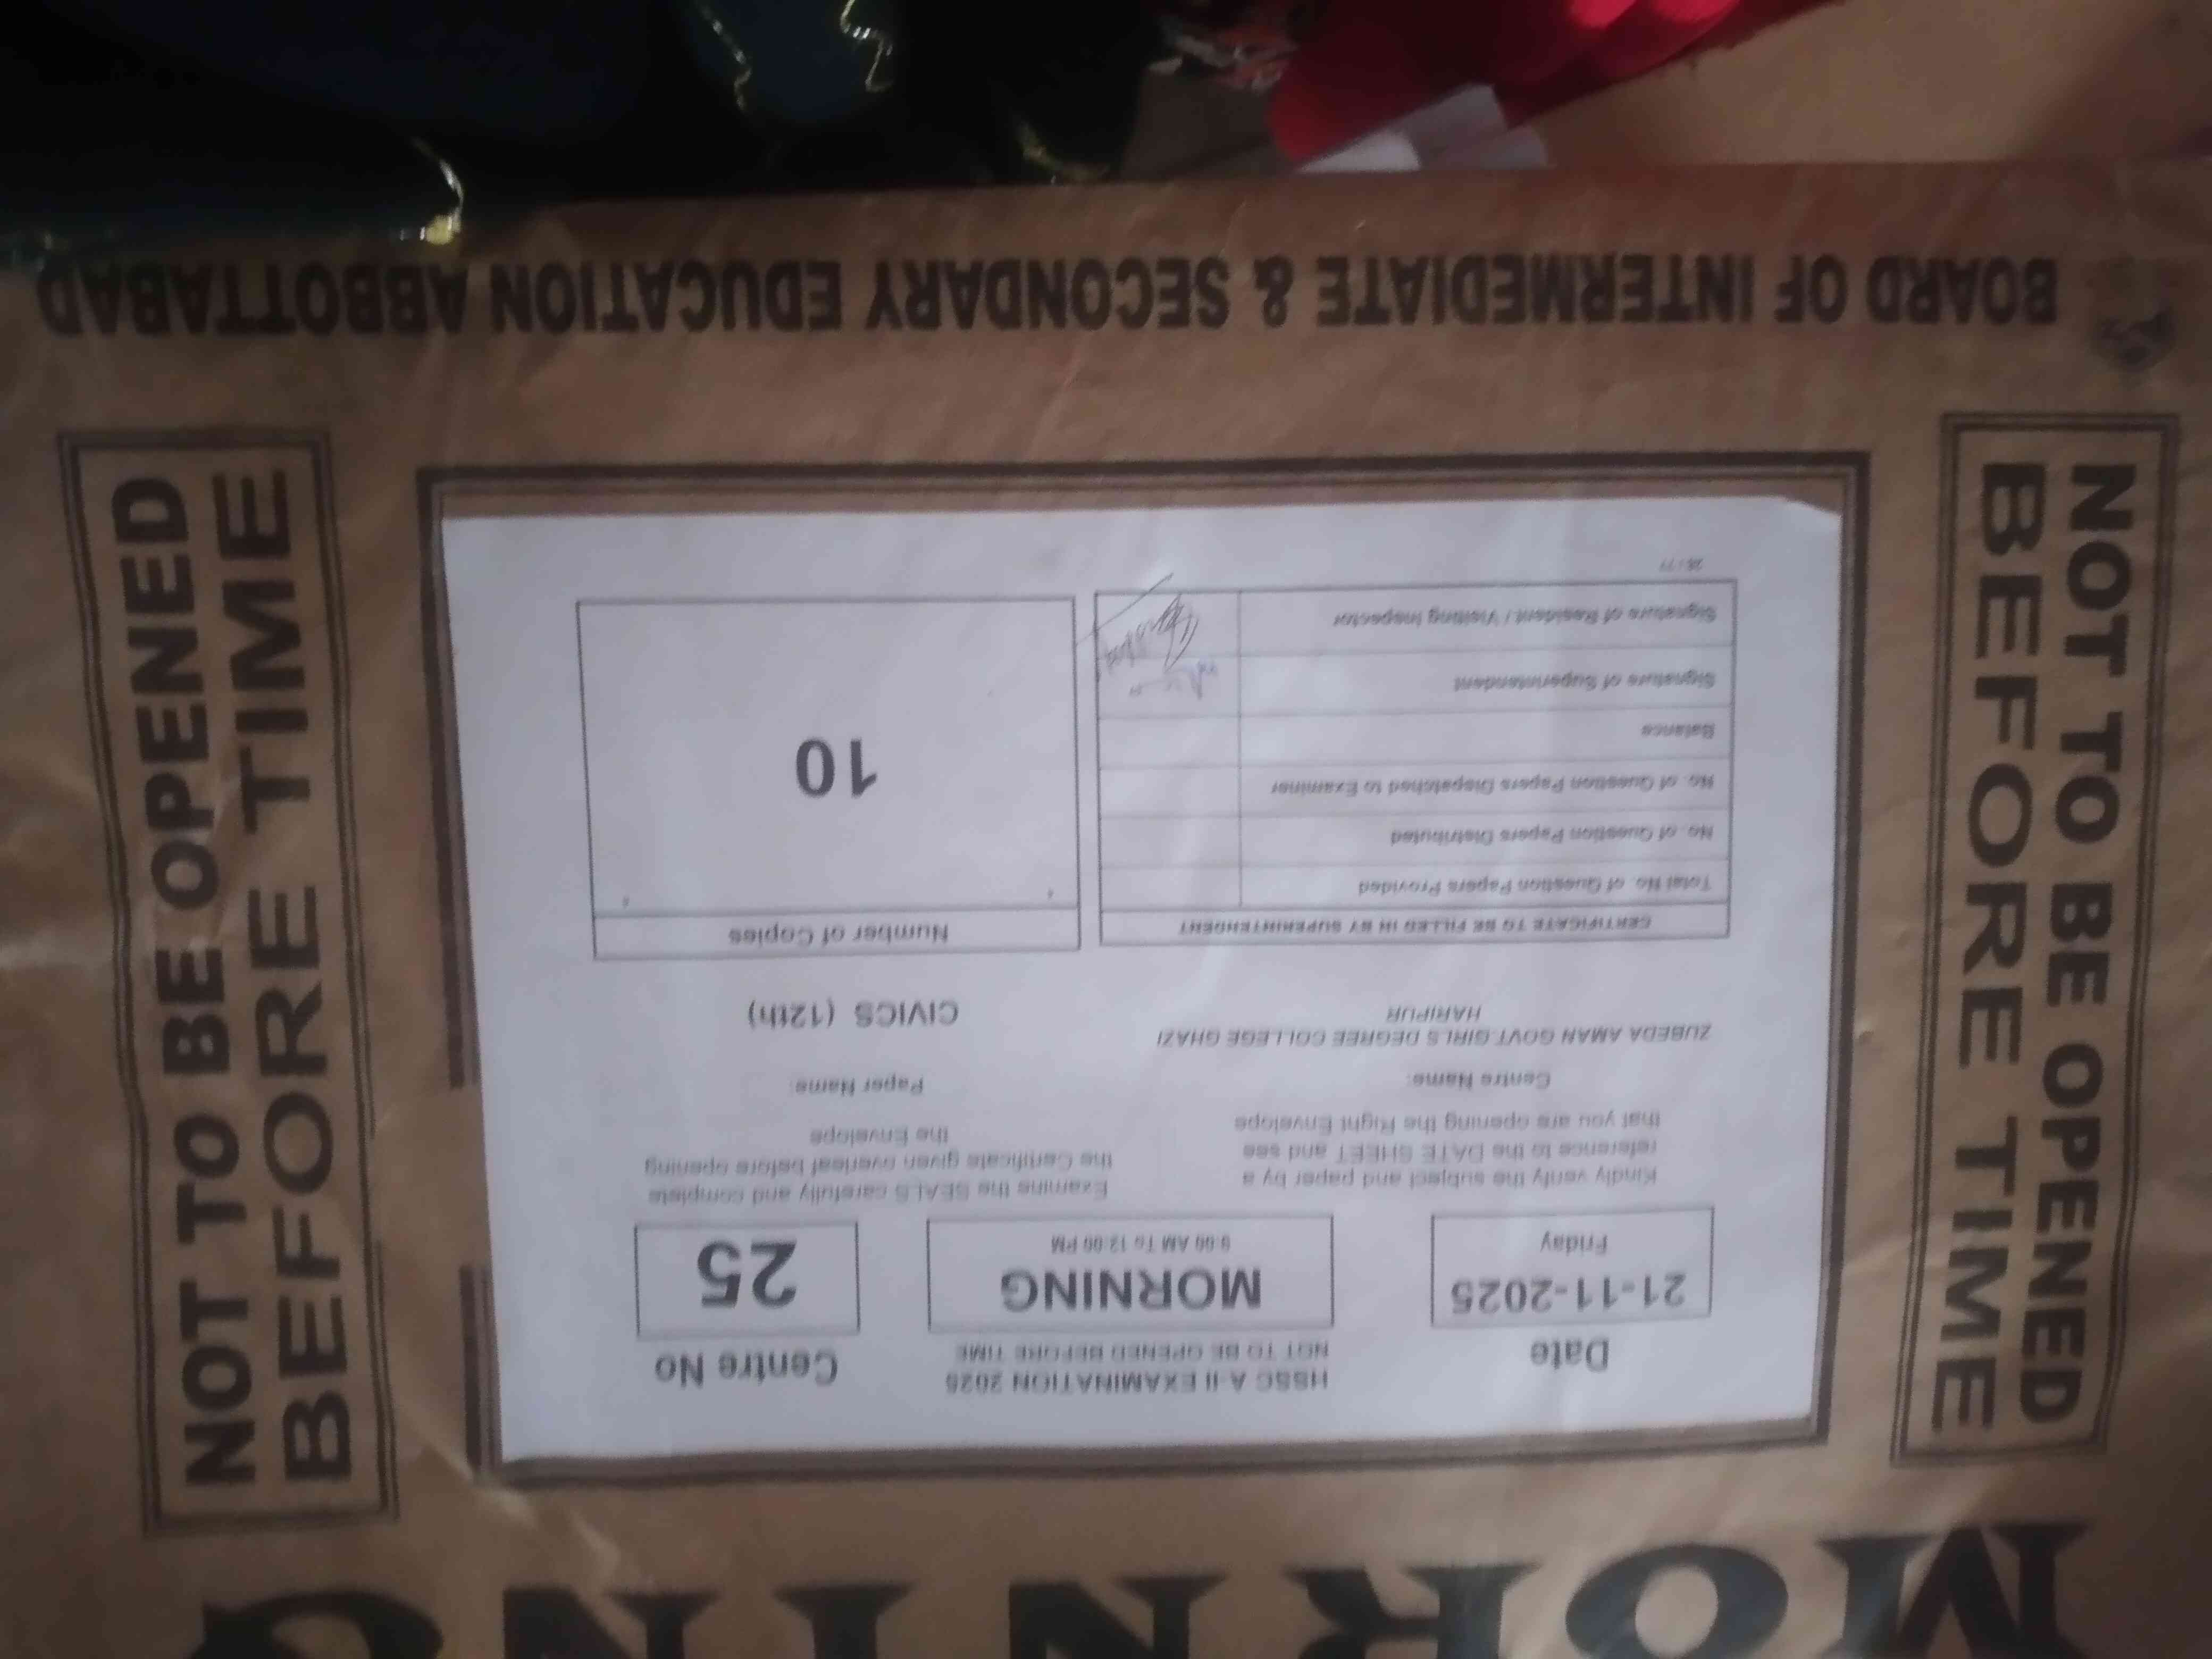 MORNING
NOT TO BE OPENED
BEFORE TIME
HSSC A-II EXAMINATION 2025
NOT TO BE OPENED BEFORE TIME
Date
21-11-2025
Friday
MORNING
9:00 AM To 12:00 PM
Centre No
25
Kindly verify the subject and paper by a
reference to the DATE SHEET and see
that you are opening the Right Envelope
Examine the SEALS carefully and complete
the Certificate given overleaf before opening
the Envelope
Centre Name:
ZUBEDA AMAN GOVT GIRLS DEGREE COLLEGE GHAZI
HARIPUR
Paper Name:
CIVICS (12th)
CERTIFICATE TO BE FILLED IN BY SUPERINTENDENT
Total No. of Question Papers Provided
No. of Question Papers Distributed
No. of Question Papers Dispatched to Examiner
Balance
Signature of Superintendent
Signature of Resident / Visiting Inspector
Number of Copies
10
NOT TO BE OPENED
BEFORE TIME
BOARD OF INTERMEDIATE & SECONDARY EDUCATION ABBOTTABAD